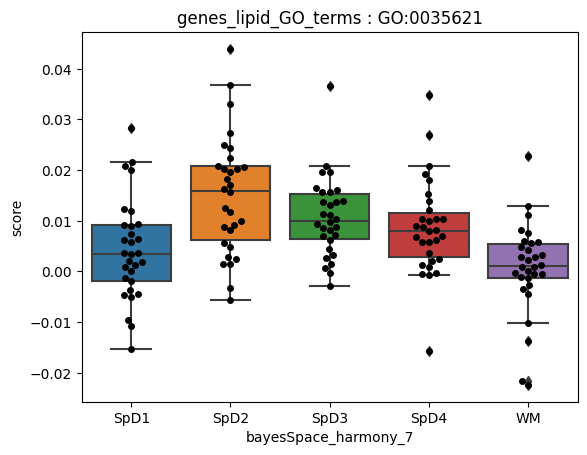 genes_lipid_GO_terms : GO:0035621
score
0.04
0.03
0.02
0.01
0.00
−0.01
−0.02
SpD1 SpD2 SpD3 SpD4 WM
bayesSpace_harmony_7